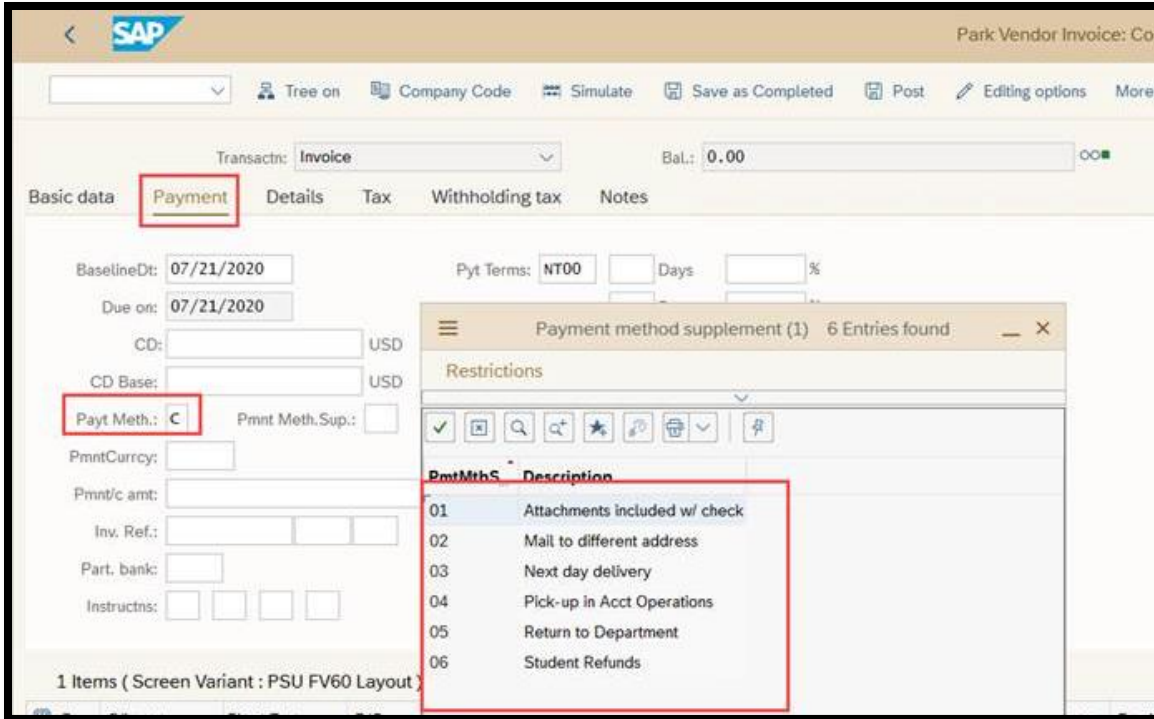 SAP
Park Vendor Invoice: Co
Tree on Company Code Simulate Save as Completed Post Editing options More
Transactn: Invoice Bal.: 0.00
Basic data Payment Details Tax Withholding tax Notes
BaselineDt: 07/21/2020 Pyt Terms: NT00 Days %
Due on: 07/21/2020
CD: USD
CD Base: USD
Payt Meth.: C Pmnt Meth.Sup.:
PmntCurrcy:
Pmnt/c amt:
Inv. Ref.:
Part. bank:
Instructns:
Payment method supplement (1) 6 Entries found
Restrictions
PmtMthS Description
01 Attachments included w/ check
02 Mail to different address
03 Next day delivery
04 Pick-up in Acct Operations
05 Return to Department
06 Student Refunds
1 Items ( Screen Variant : PSU FV60 Layout )